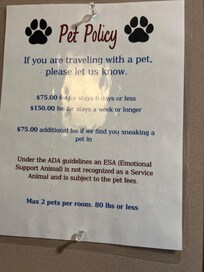 Pet Policy
If you are traveling with a pet,
please let us know.
$75.00 fee for stays 6 days or less
$150.00 fee for stays a week or longer
$75.00 additional fee if we find you sneaking a
pet in
Under the ADA guidelines an ESA (Emotional
Support Animal) is not recognized as a Service
Animal and is subject to the pet fees.
Max 2 pets per room. 80 lbs or less